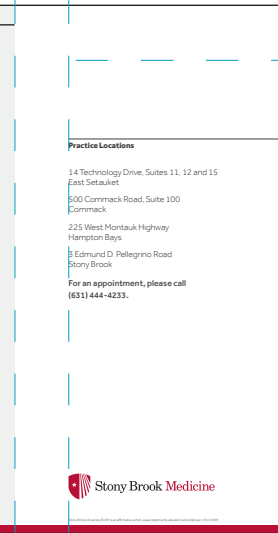 Practice Locations
14 Technology Drive, Suites 11, 12 and 15
East Setauket
500 Commack Road, Suite 100
Commack
225 West Montauk Highway
Hampton Bays
3 Edmund D. Pellegrino Road
Stony Brook
For an appointment, please call
(631) 444-4233.
Stony Brook Medicine